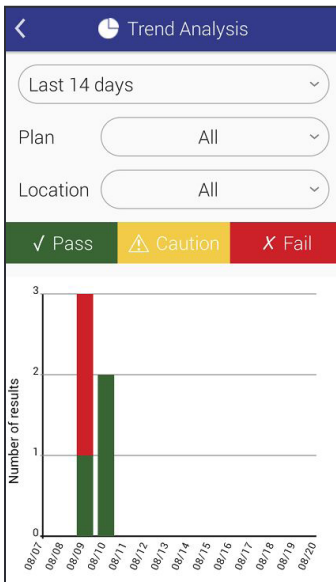 Trend Analysis
Last 14 days
Plan All
Location All
√ Pass ⚠ Caution X Fail
Number of results
3
2
1
0
08/07 08/08 08/09 08/10 08/11 08/12 08/13 08/14 08/15 08/16 08/17 08/18 08/19 08/20